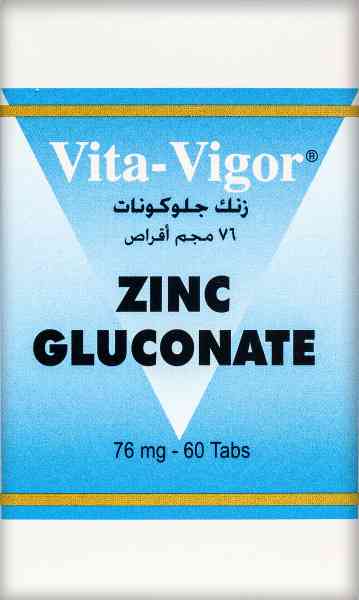 Vita-Vigor®
زنك جلوكونات
٧٦ مجم أقراص
ZINC
GLUCONATE
76 mg - 60 Tabs